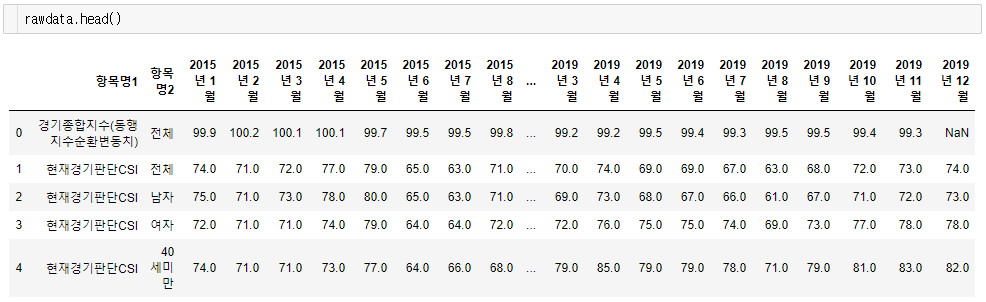 rawdata.head()
항목명1 항목명2 2015년 1월 2015년 2월 2015년 3월 2015년 4월 2015년 5월 2015년 6월 2015년 7월 2015년 8월 ... 2019년 3월 2019년 4월 2019년 5월 2019년 6월 2019년 7월 2019년 8월 2019년 9월 2019년 10월 2019년 11월 2019년 12월
0 경기종합지수(동행지수순환변동치) 전체 99.9 100.2 100.1 100.1 99.7 99.5 99.5 99.8 ... 99.2 99.2 99.5 99.4 99.3 99.5 99.5 99.4 99.3 NaN
1 현재경기판단CSI 전체 74.0 71.0 72.0 77.0 79.0 65.0 63.0 71.0 ... 70.0 74.0 69.0 69.0 67.0 63.0 68.0 72.0 73.0 74.0
2 현재경기판단CSI 남자 75.0 71.0 73.0 78.0 80.0 65.0 63.0 71.0 ... 69.0 73.0 68.0 67.0 66.0 61.0 67.0 71.0 72.0 73.0
3 현재경기판단CSI 여자 72.0 71.0 71.0 74.0 79.0 64.0 64.0 72.0 ... 72.0 76.0 75.0 75.0 74.0 69.0 73.0 77.0 78.0 78.0
4 현재경기판단CSI 40세미만 74.0 71.0 71.0 73.0 77.0 64.0 66.0 68.0 ... 79.0 85.0 79.0 79.0 78.0 71.0 79.0 81.0 83.0 82.0